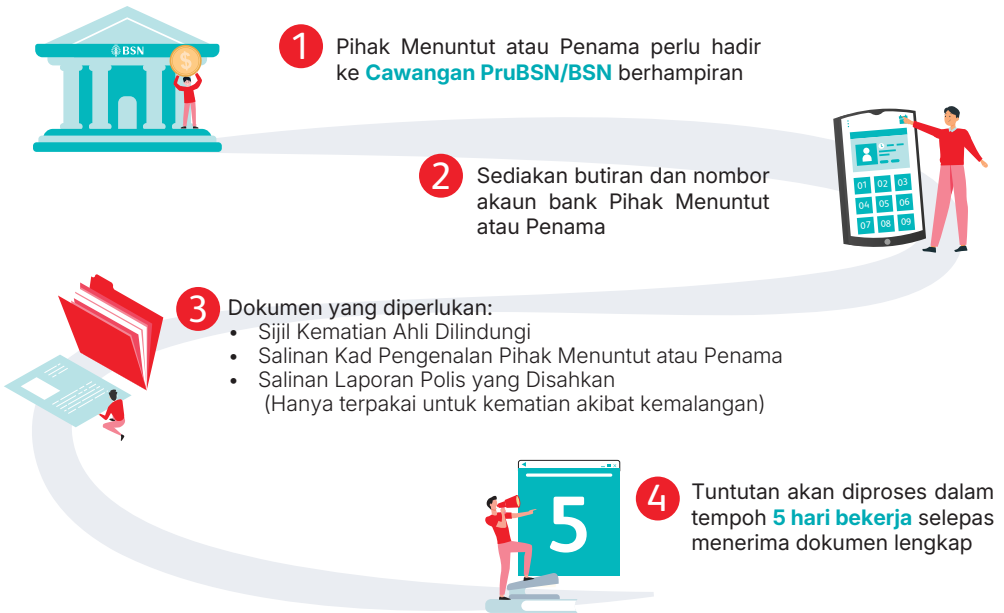 BSN
$
1
Pihak Menuntut atau Penama perlu hadir
ke Cawangan PruBSN/BSN berhampiran
2
Sediakan butiran dan nombor
akaun bank Pihak Menuntut
atau Penama
01 02 03
04 05 06
07 08 09
3
Dokumen yang diperlukan:
• Sijil Kematian Ahli Dilindungi
• Salinan Kad Pengenalan Pihak Menuntut atau Penama
• Salinan Laporan Polis yang Disahkan
(Hanya terpakai untuk kematian akibat kemalangan)
5
4
Tuntutan akan diproses dalam
tempoh 5 hari bekerja selepas
menerima dokumen lengkap